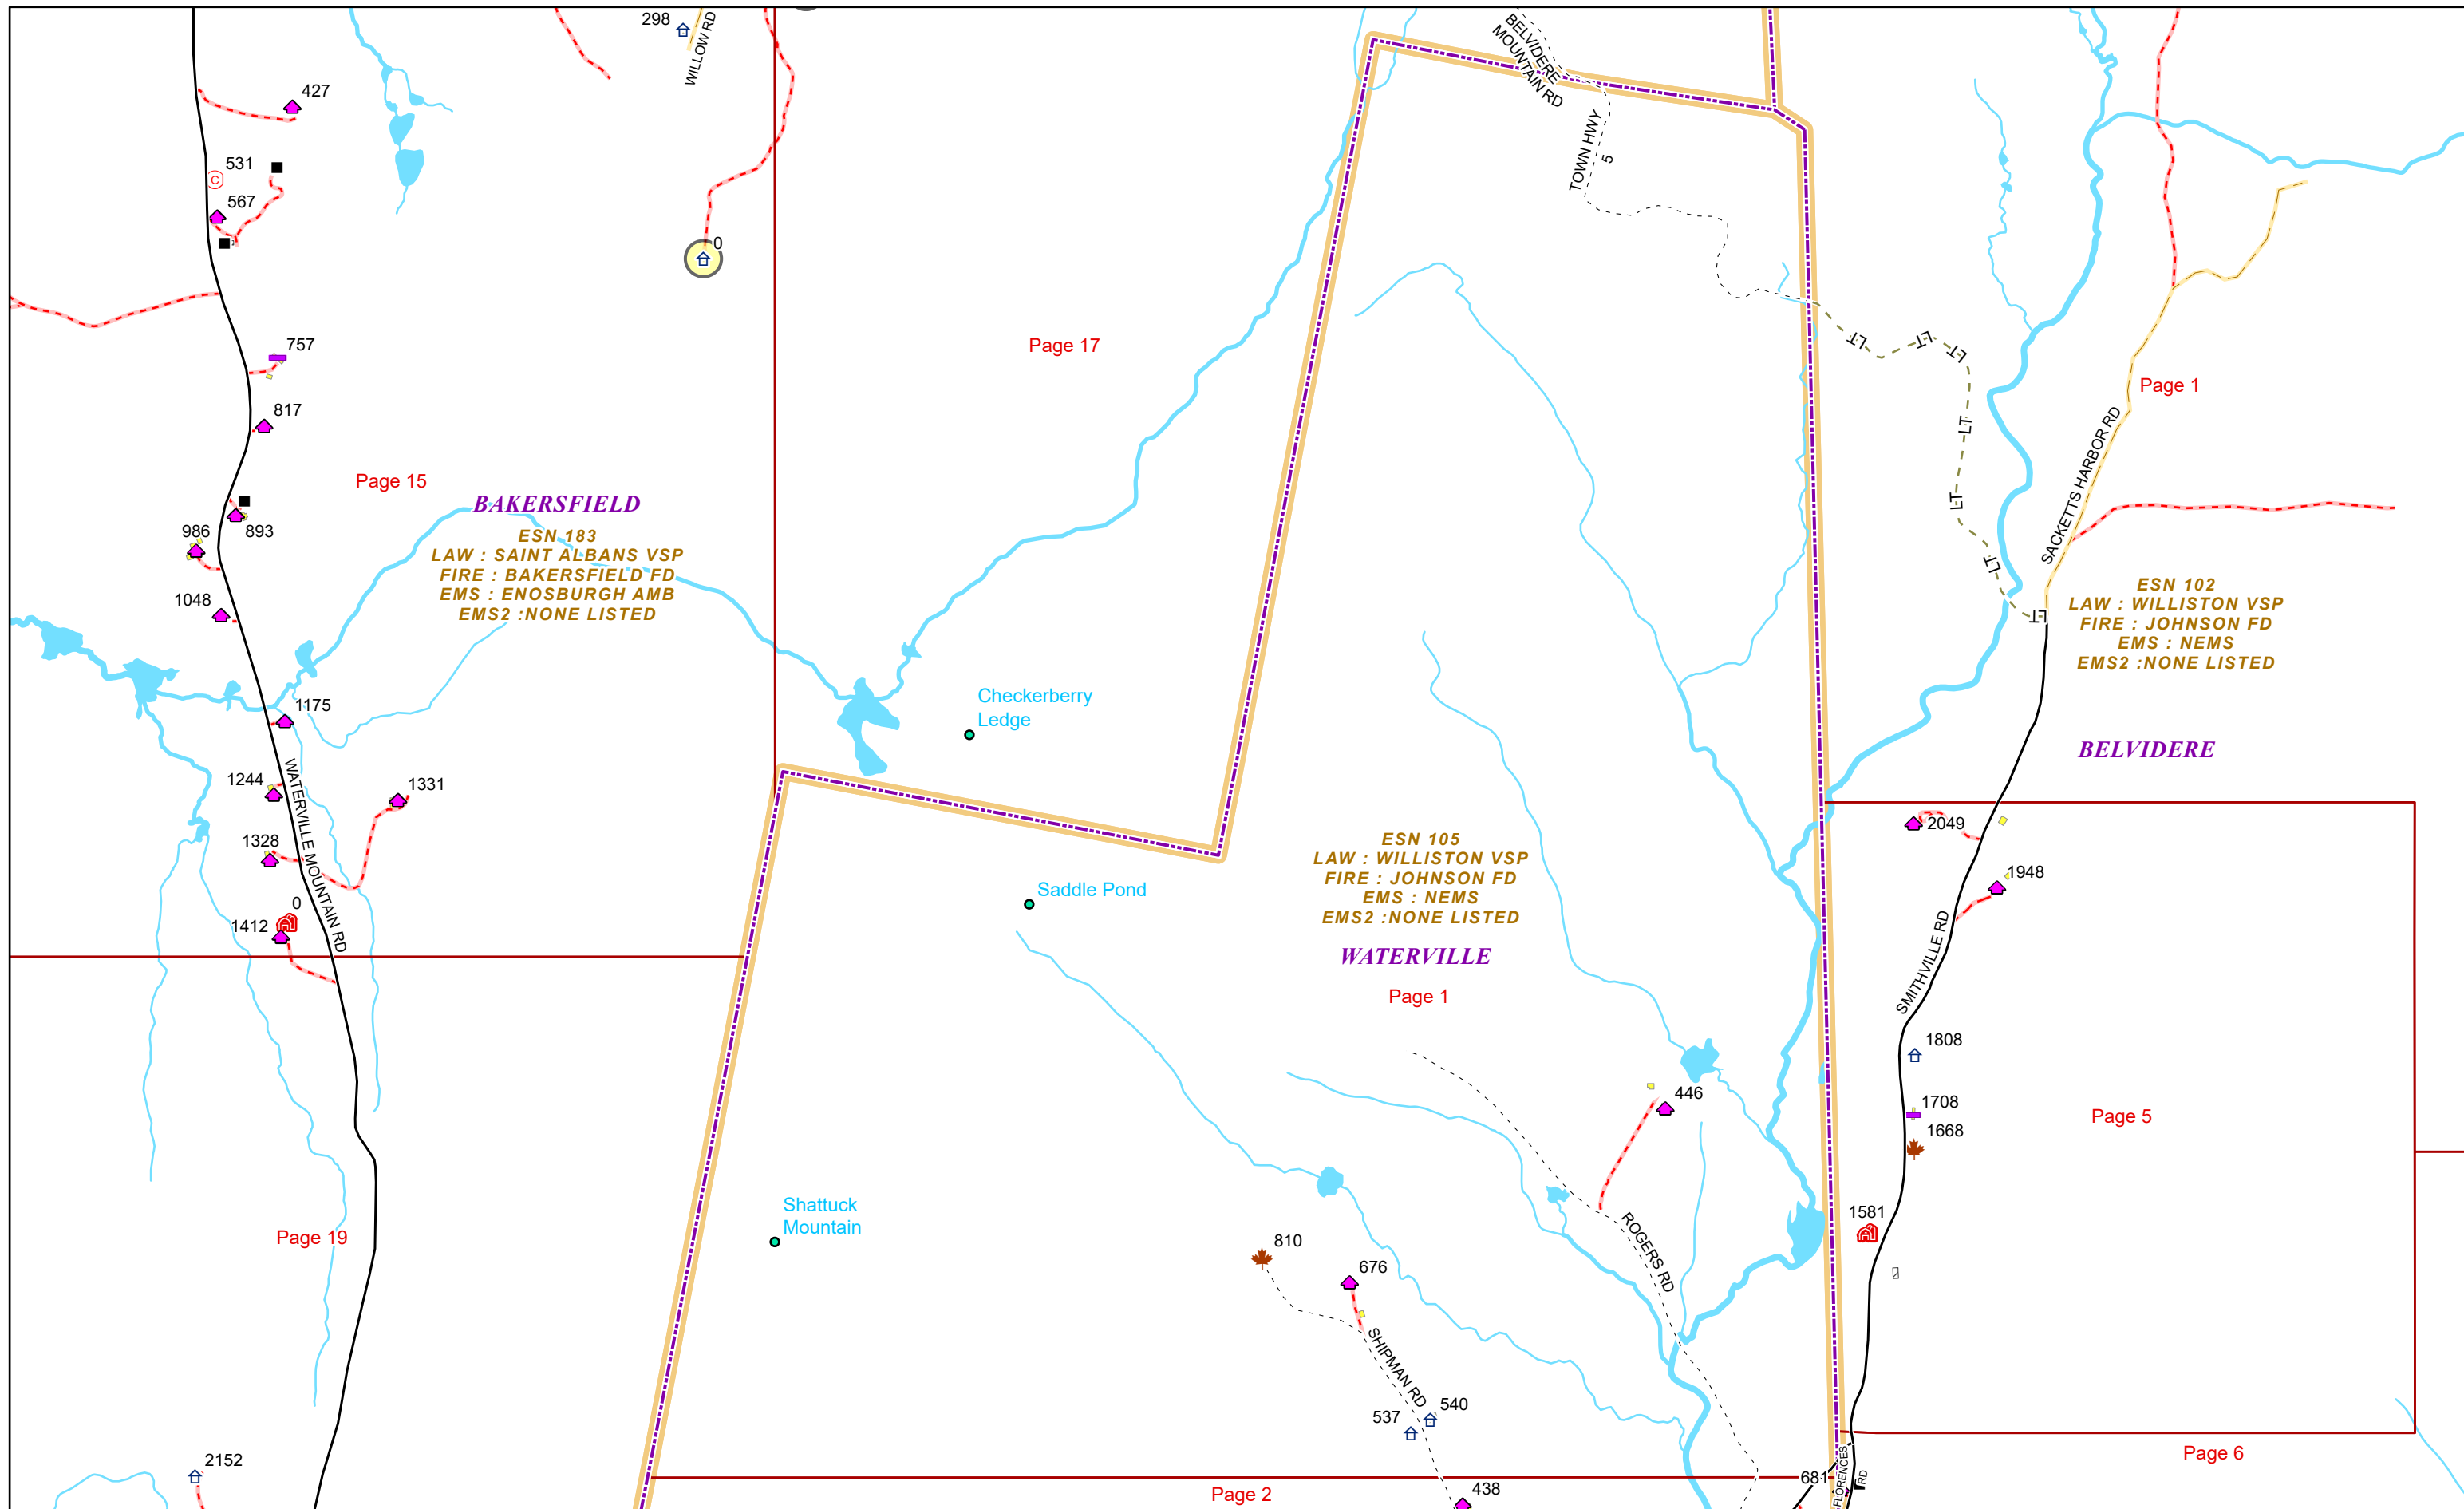 298
WILLOW RD
BELVIDERE
MOUNTAIN RD
427
TOWN HWY
5
531
C
567
0
757
Page 17
LT
LT
LT
Page 1
817
LT
SACKETTS HARBOR RD
Page 15
BAKERSFIELD
LT
986
893
ESN 183
LAW : SAINT ALBANS VSP
FIRE : BAKERSFIELD FD
EMS : ENOSBURGH AMB
EMS2 :NONE LISTED
LT
1048
LT
ESN 102
LAW : WILLISTON VSP
FIRE : JOHNSON FD
EMS : NEMS
EMS2 :NONE LISTED
1175
Checkerberry
Ledge
BELVIDERE
1244
WATERVILLE MOUNTAIN RD
1331
1328
2049
ESN 105
LAW : WILLISTON VSP
FIRE : JOHNSON FD
EMS : NEMS
EMS2 :NONE LISTED
1948
Saddle Pond
0
1412
SMITHVILLE RD
WATERVILLE
Page 1
1808
446
1708
Page 5
1668
Shattuck
Mountain
1581
Page 19
810
ROGERS RD
676
SHIPMAN RD
540
537
2152
Page 6
681
FLORENCES
RD
Page 2
438